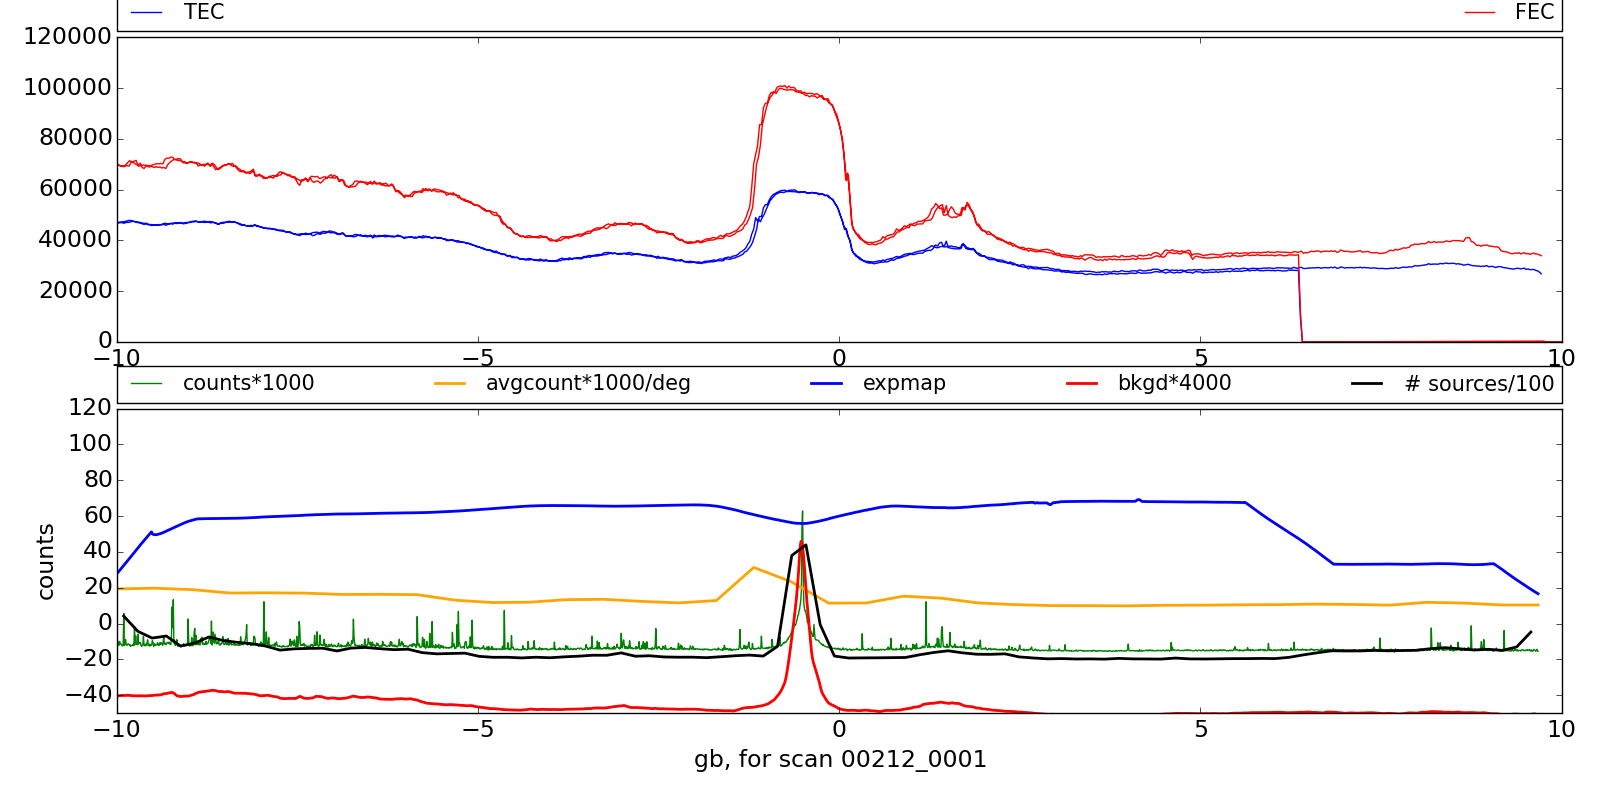 TEC FEC
120000
100000
80000
60000
40000
20000
0
−10 −5 0 5 10
counts*1000 avgcount*1000/deg expmap bkgd*4000 # sources/100
120
100
80
60
40
20
0
−20
−40
counts
−10 −5 0 5 10
gb, for scan 00212_0001